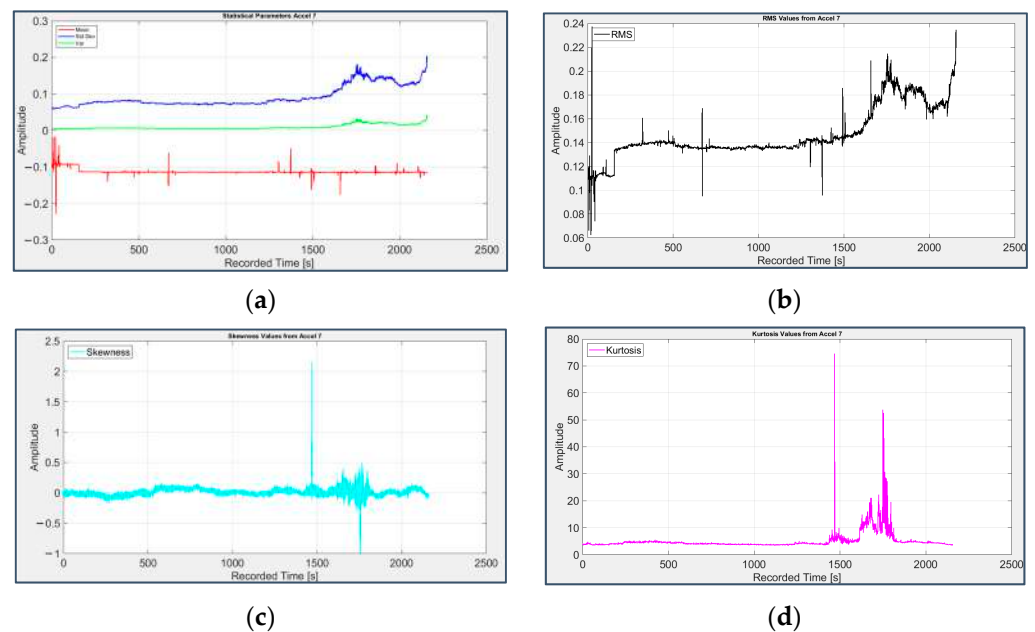 Statistical Parameters Accel 7
0.3
0.2
0.1
0
−0.1
−0.2
−0.3
Amplitude
Mean
Std Dev
Var
0 500 1000 1500 2000 2500
Recorded Time [s]
(a)
RMS Values from Accel 7
0.24
0.22
0.20
0.18
0.16
0.14
0.12
0.10
0.08
0.06
Amplitude
RMS
0 500 1000 1500 2000 2500
Recorded Time [s]
(b)
Skewness Values from Accel 7
2.5
2
1.5
1
0.5
0
−0.5
−1
Amplitude
Skewness
0 500 1000 1500 2000 2500
Recorded Time [s]
(c)
Kurtosis Values from Accel 7
80
70
60
50
40
30
20
10
0
Amplitude
Kurtosis
0 500 1000 1500 2000 2500
Recorded Time [s]
(d)